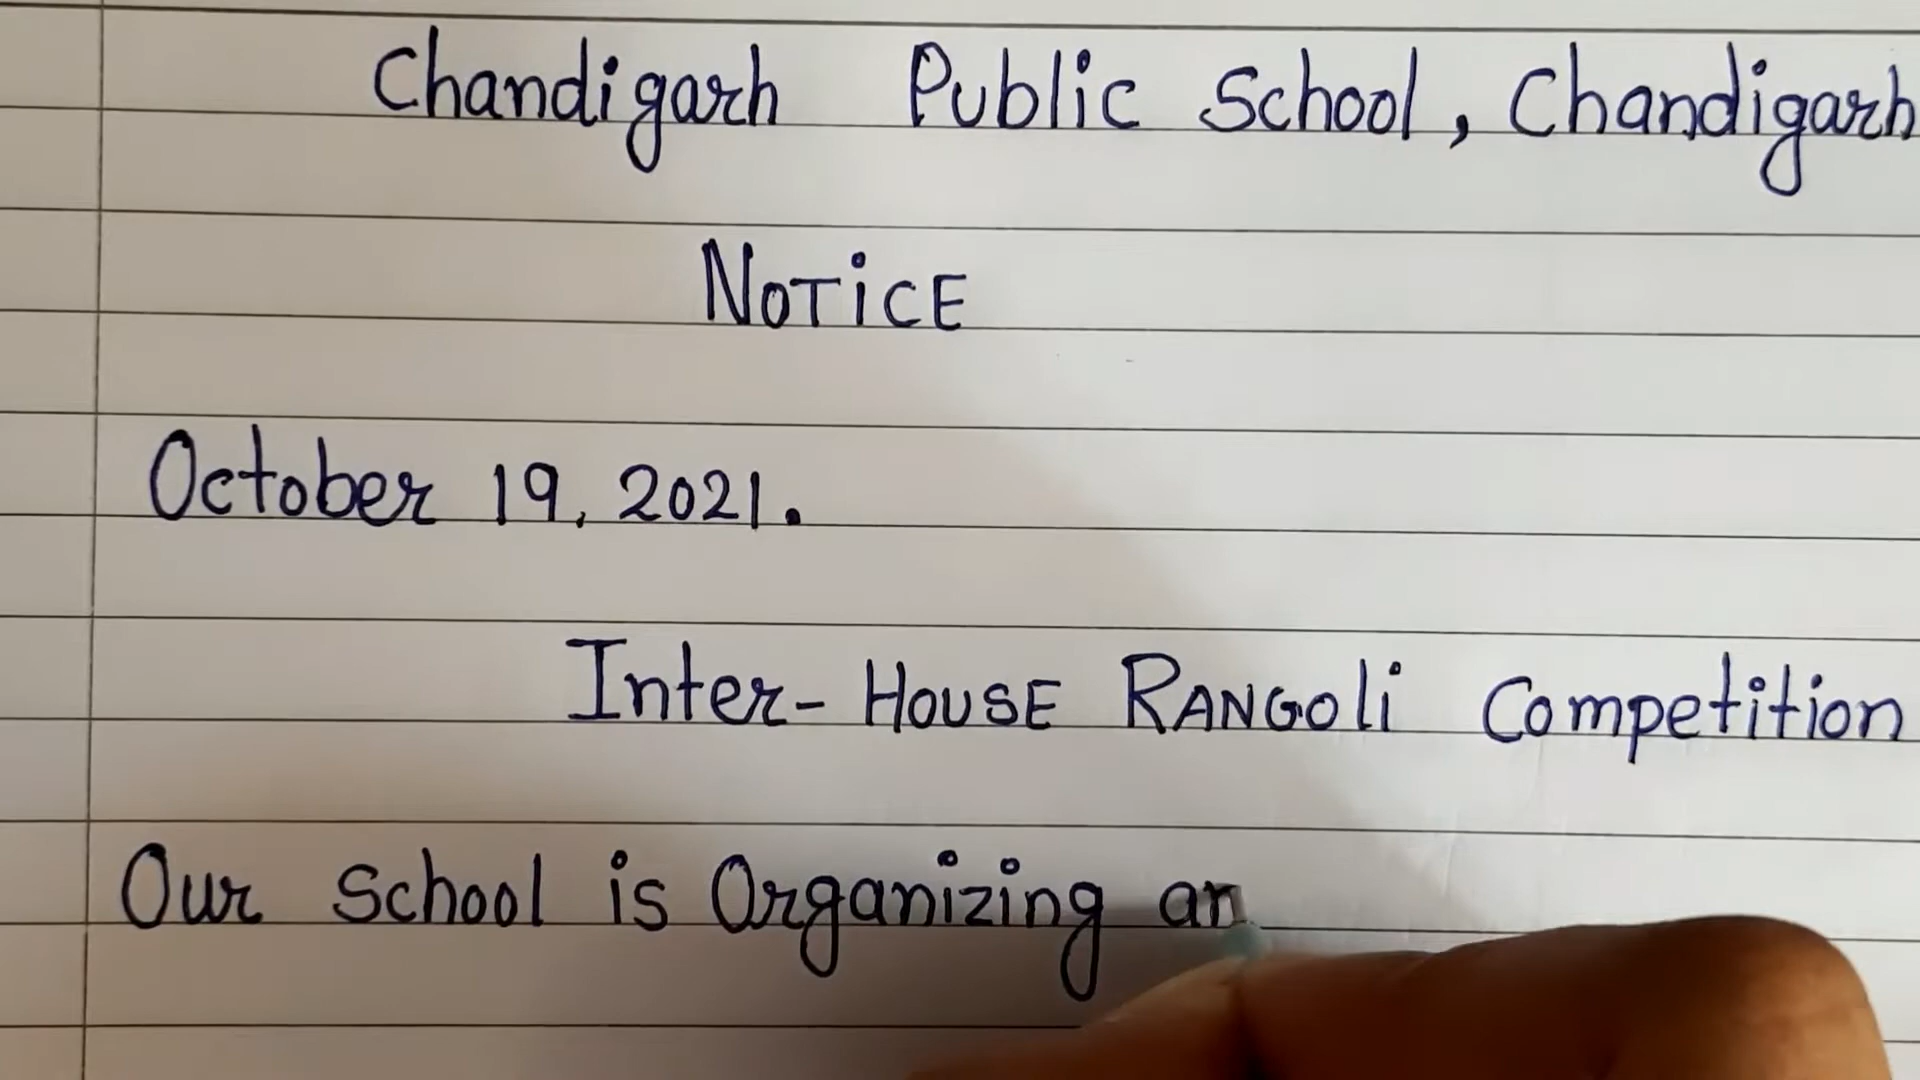 Chandigarh Public School, Chandigarh
NOTiCE
October 19, 2021.
Inter-HOUSE RANGOli Competition
Our School is Organizing an